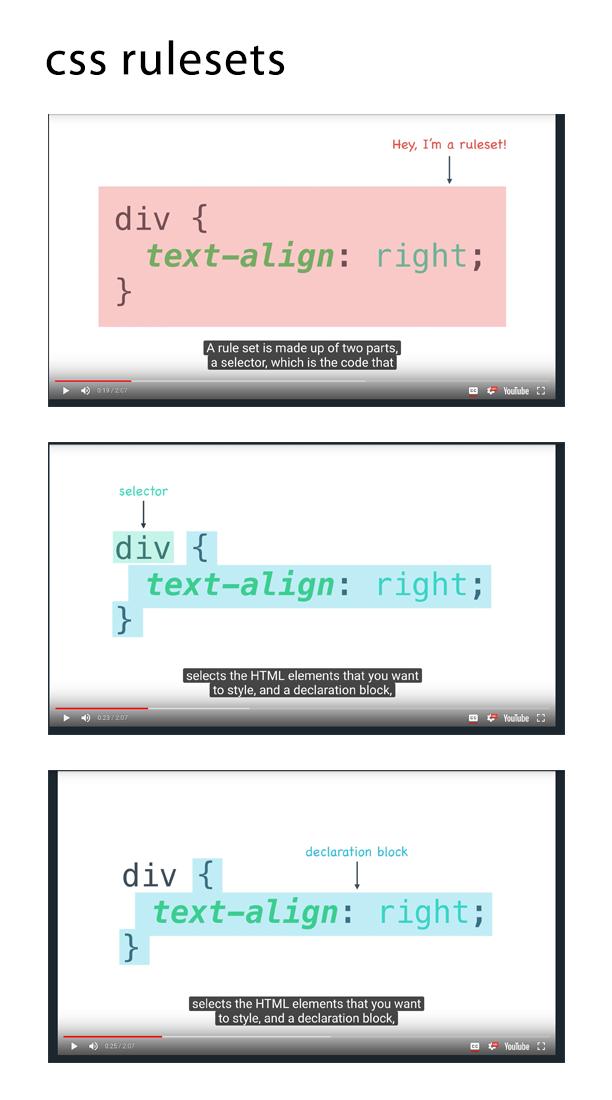 css rulesets
Hey, I'm a ruleset!
div {
text-align: right;
}
A rule set is made up of two parts,
a selector, which is the code that
0:19 / 2:07
CC
YouTube
selector
div {
text-align: right;
}
selects the HTML elements that you want
to style, and a declaration block,
0:23 / 2:07
CC
YouTube
declaration block
div {
text-align: right;
}
selects the HTML elements that you want
to style, and a declaration block,
0:25 / 2:07
CC
YouTube